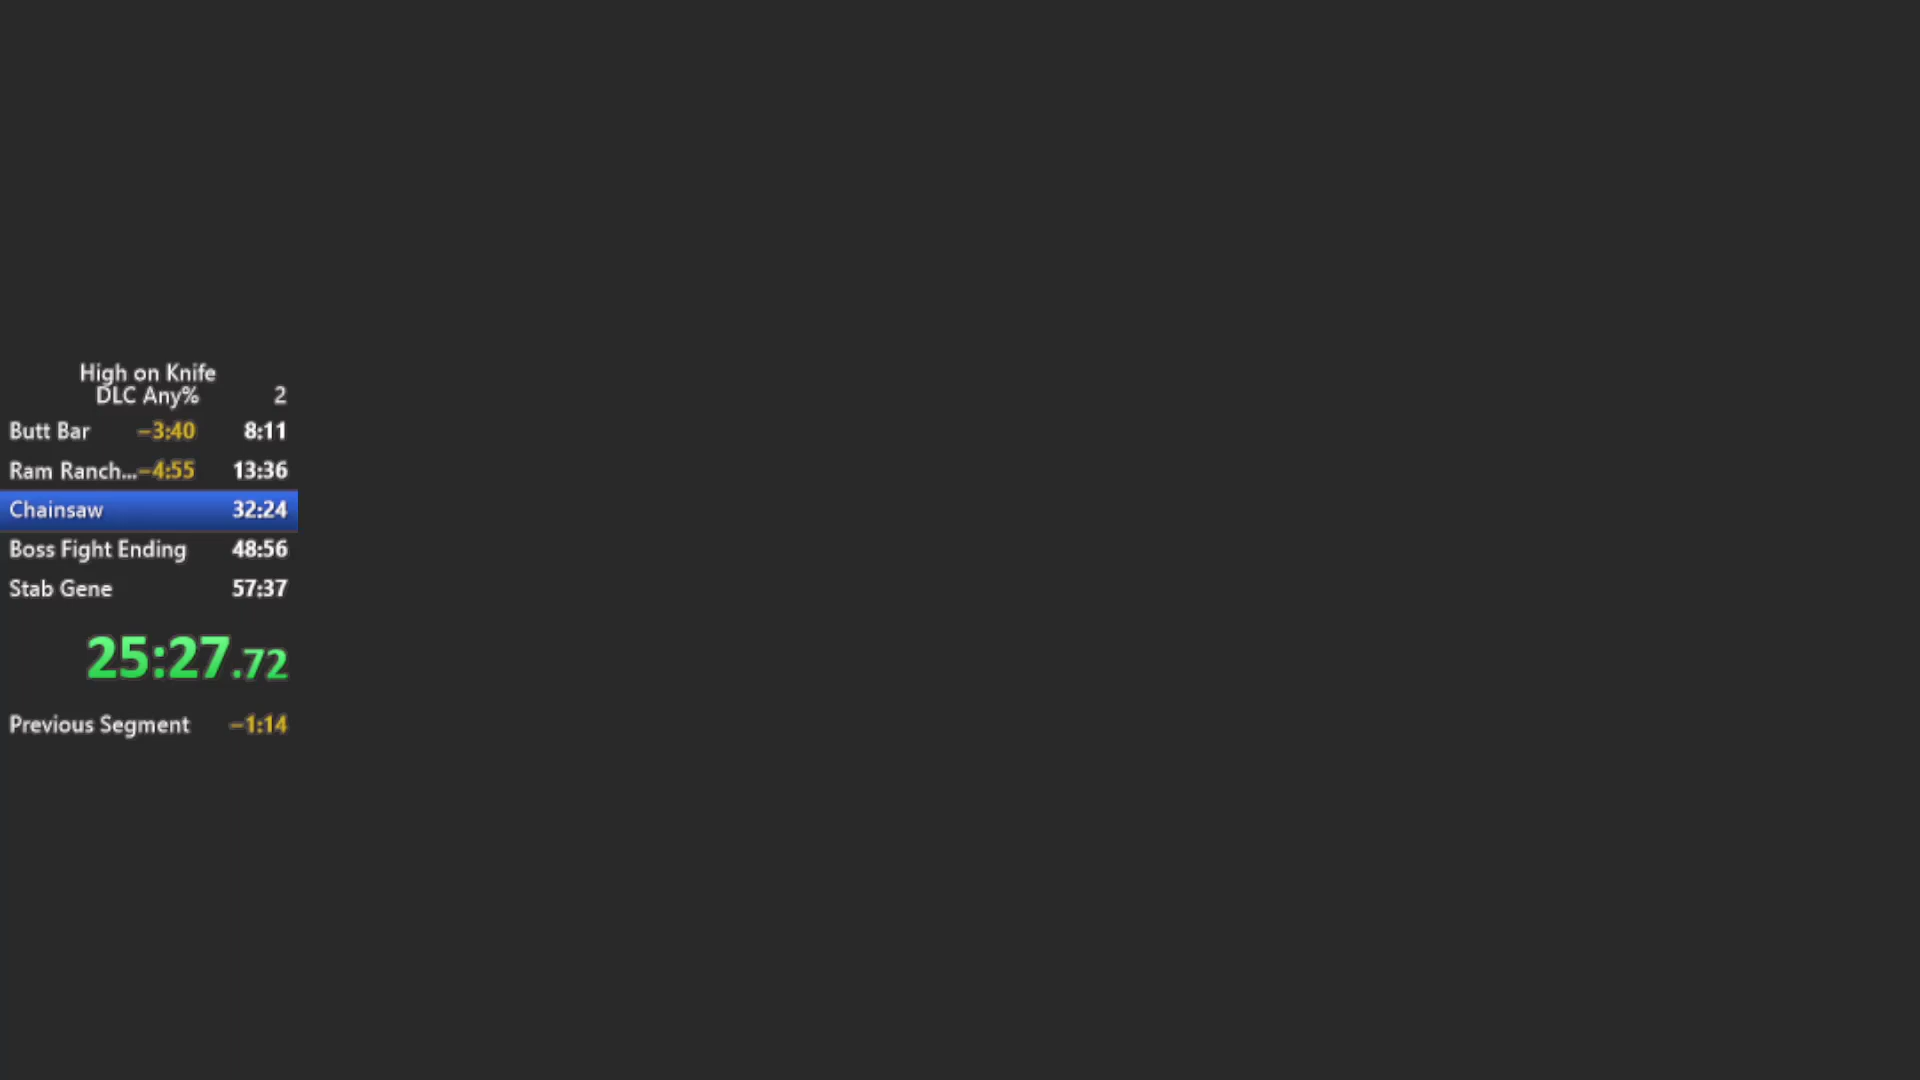 High on Knife
DLC Any% 2
Butt Bar −3:40 8:11
Ram Ranch... −4:55 13:36
Chainsaw 32:24
Boss Fight Ending 48:56
Stab Gene 57:37
25:27.72
Previous Segment −1:14